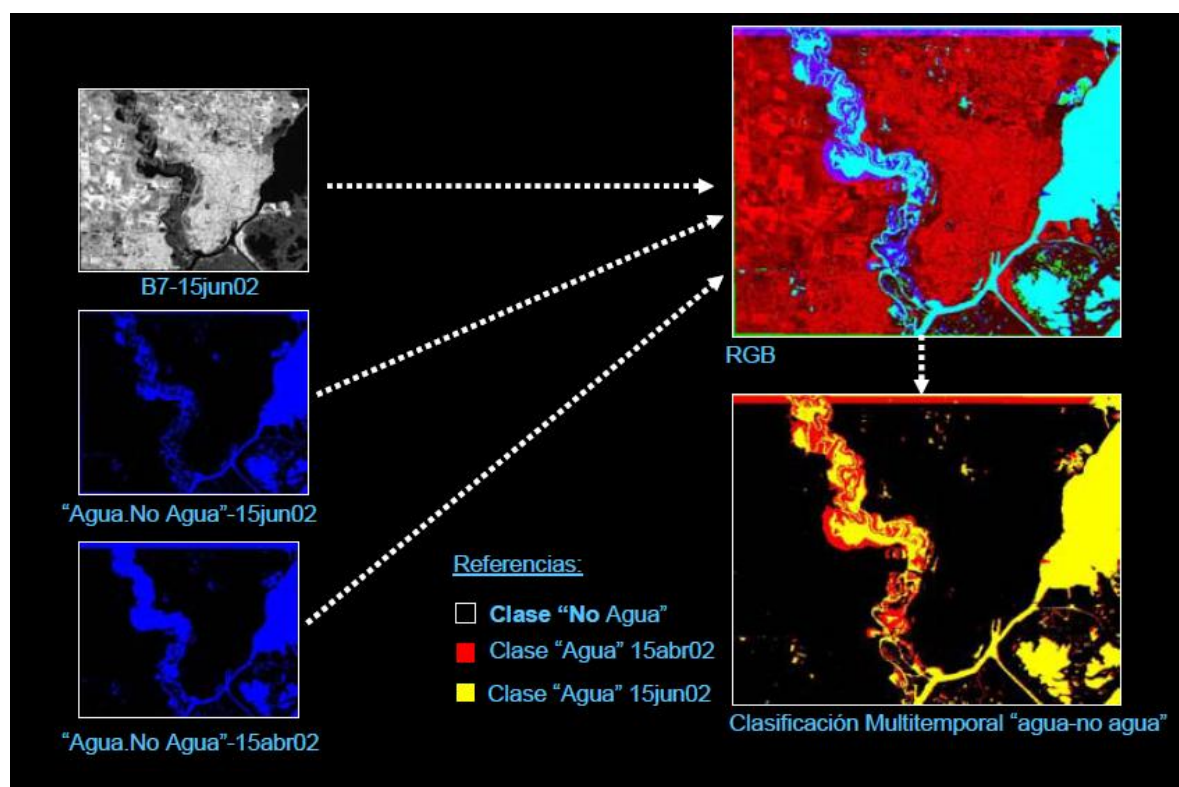 B7-15jun02
"Agua.No Agua"-15jun02
"Agua.No Agua"-15abr02
Referencias:
Clase "No Agua"
Clase "Agua" 15abr02
Clase "Agua" 15jun02
RGB
Clasificación Multitemporal "agua-no agua"